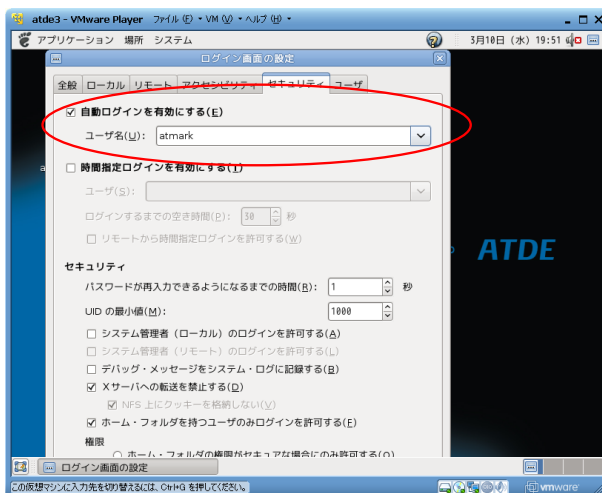 atde3 - VMware Player ファイル (F) • VM (V) • ヘルプ (H) •
アプリケーション 場所 システム 3月10日 (水) 19:51
ログイン画面の設定
全般 ローカル リモート アクセシビリティ セキュリティ ユーザ
自動ログインを有効にする(E)
ユーザ名(U): atmark
時間指定ログインを有効にする(T)
ユーザ(S):
ログインするまでの空き時間(P): 30 秒
リモートから時間指定ログインを許可する(W)
ATDE
セキュリティ
パスワードが再入力できるようになるまでの時間(R): 1 秒
UID の最小値(M): 1000
システム管理者 (ローカル) のログインを許可する(A)
システム管理者 (リモート) のログインを許可する(L)
デバッグ・メッセージをシステム・ログに記録する(B)
Xサーバへの転送を禁止する(D)
NFS 上にクッキーを格納しない(V)
ホーム・フォルダを持つユーザのみログインを許可する(F)
権限
ホーム・フォルダの権限がセキュアな場合にのみ許可する(O)
ログイン画面の設定
この仮想マシンに入力先を切り替えるには、Ctrl+G を押してください。 vmware